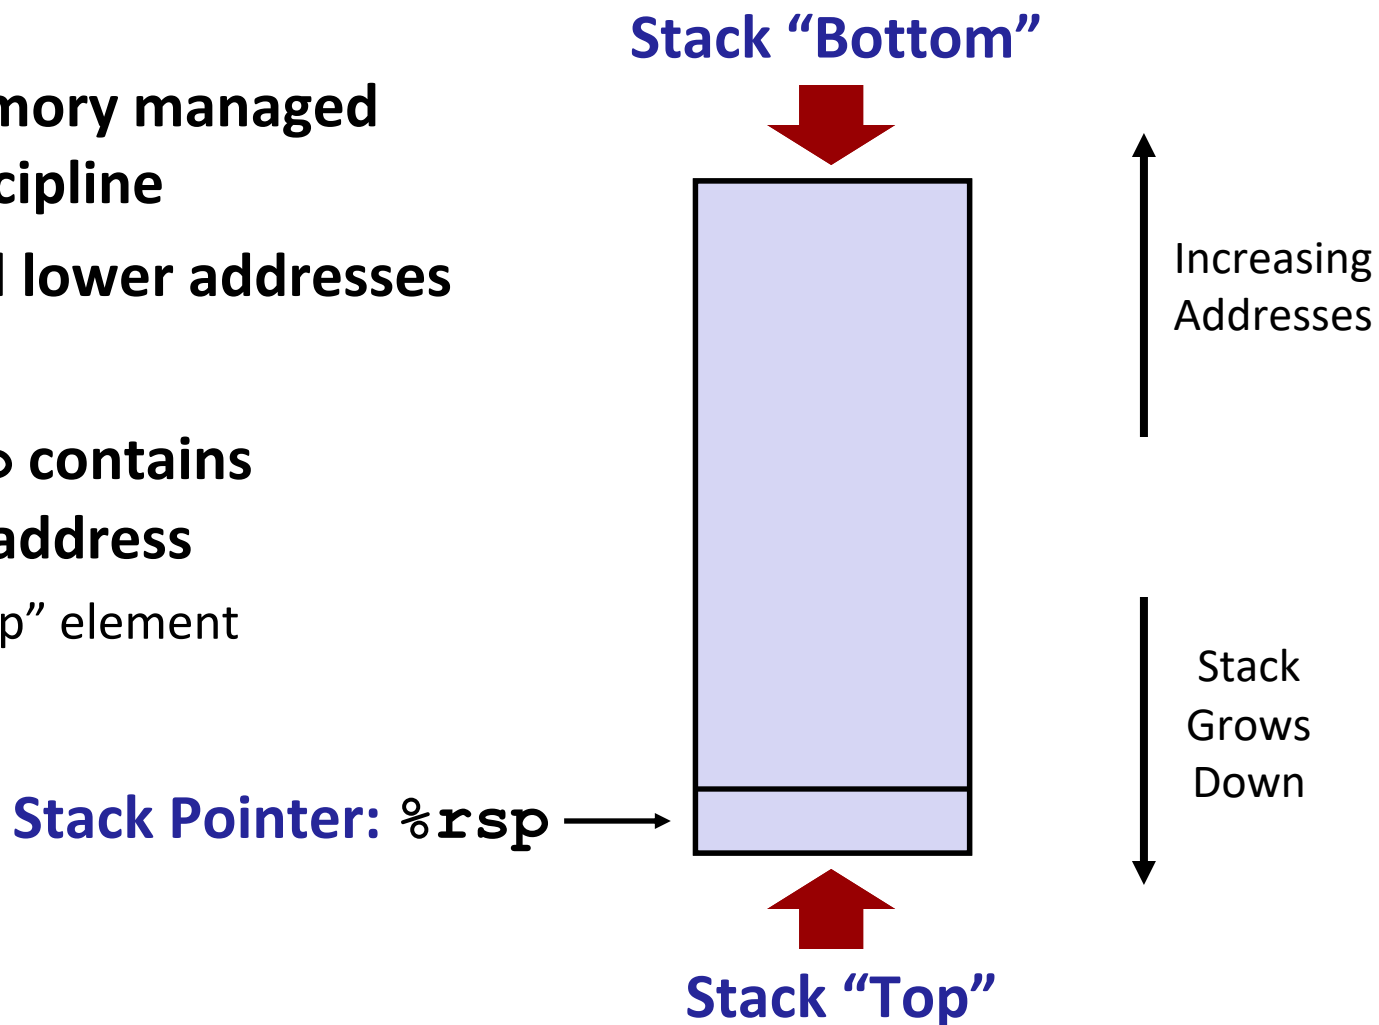 Stack “Bottom”
mory managed
cipline
lower addresses
contains
address
p” element
Increasing
Addresses
Stack
Grows
Down
Stack Pointer: %rsp
Stack “Top”